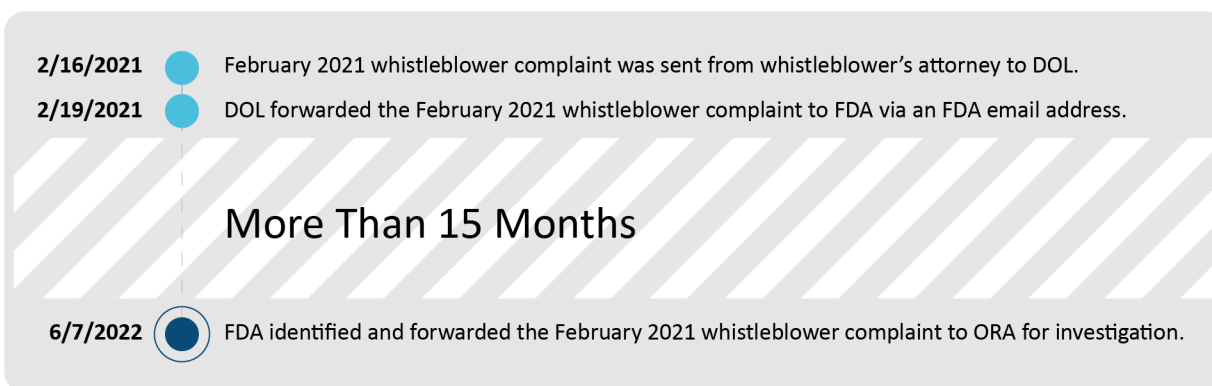 2/16/2021 February 2021 whistleblower complaint was sent from whistleblower’s attorney to DOL.
2/19/2021 DOL forwarded the February 2021 whistleblower complaint to FDA via an FDA email address.
More Than 15 Months
6/7/2022 FDA identified and forwarded the February 2021 whistleblower complaint to ORA for investigation.